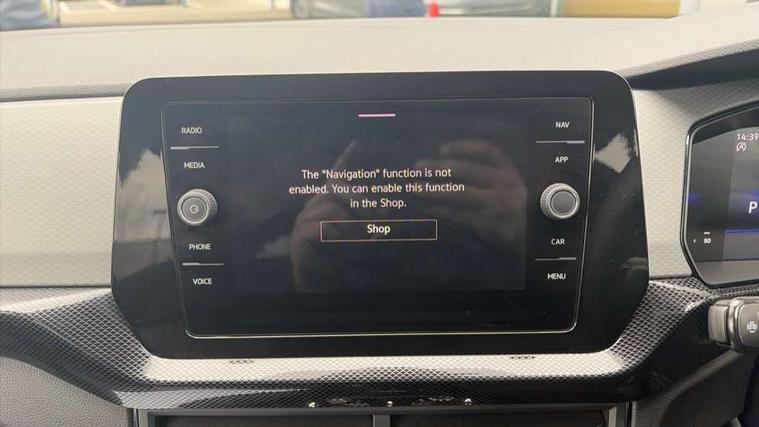 RADIO
MEDIA
PHONE
VOICE
The "Navigation" function is not
enabled. You can enable this function
in the Shop.
Shop
NAV
APP
CAR
MENU
14:39
P
50